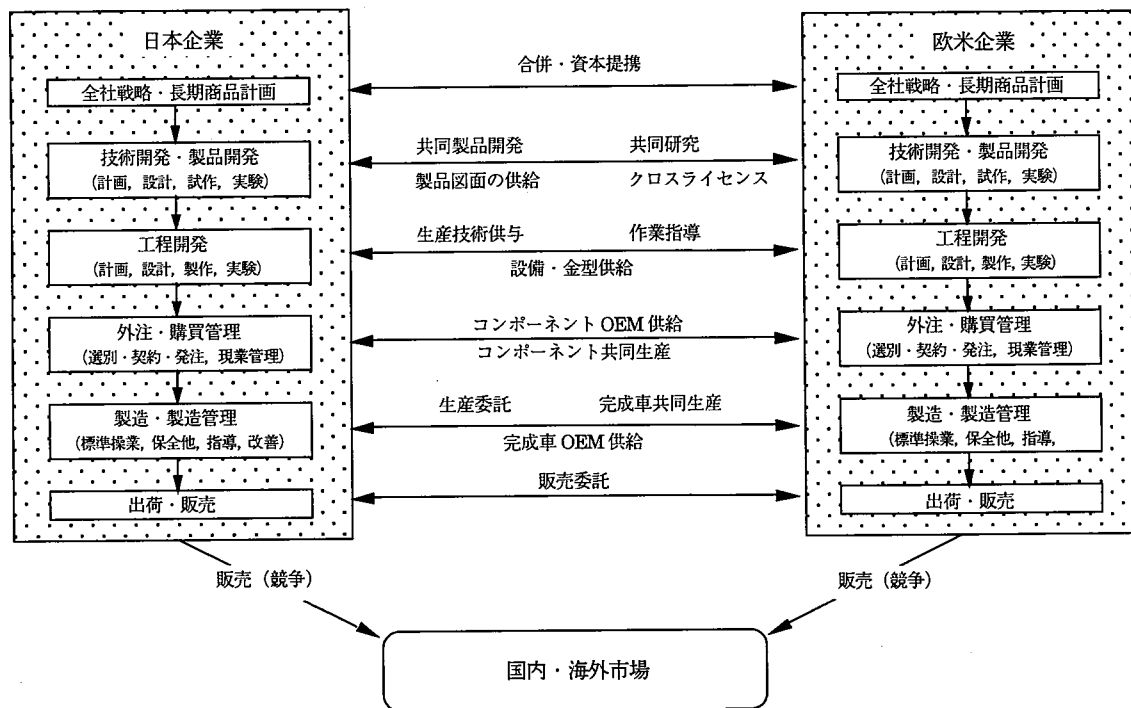 日本企業
全社戦略・長期商品計画
技術開発・製品開発
(計画, 設計, 試作, 実験)
工程開発
(計画, 設計, 製作, 実験)
外注・購買管理
(選別・契約・発注, 現業管理)
製造・製造管理
(標準操業, 保全他, 指導, 改善)
出荷・販売
合併・資本提携
共同製品開発 共同研究
製品図面の供給 クロスライセンス
生産技術供与 作業指導
設備・金型供給
コンポーネント OEM 供給
コンポーネント共同生産
生産委託 完成車共同生産
完成車 OEM 供給
販売委託
欧米企業
全社戦略・長期商品計画
技術開発・製品開発
(計画, 設計, 試作, 実験)
工程開発
(計画, 設計, 製作, 実験)
外注・購買管理
(選別・契約・発注, 現業管理)
製造・製造管理
(標準操業, 保全他, 指導,
出荷・販売
販売（競争）
販売（競争）
国内・海外市場